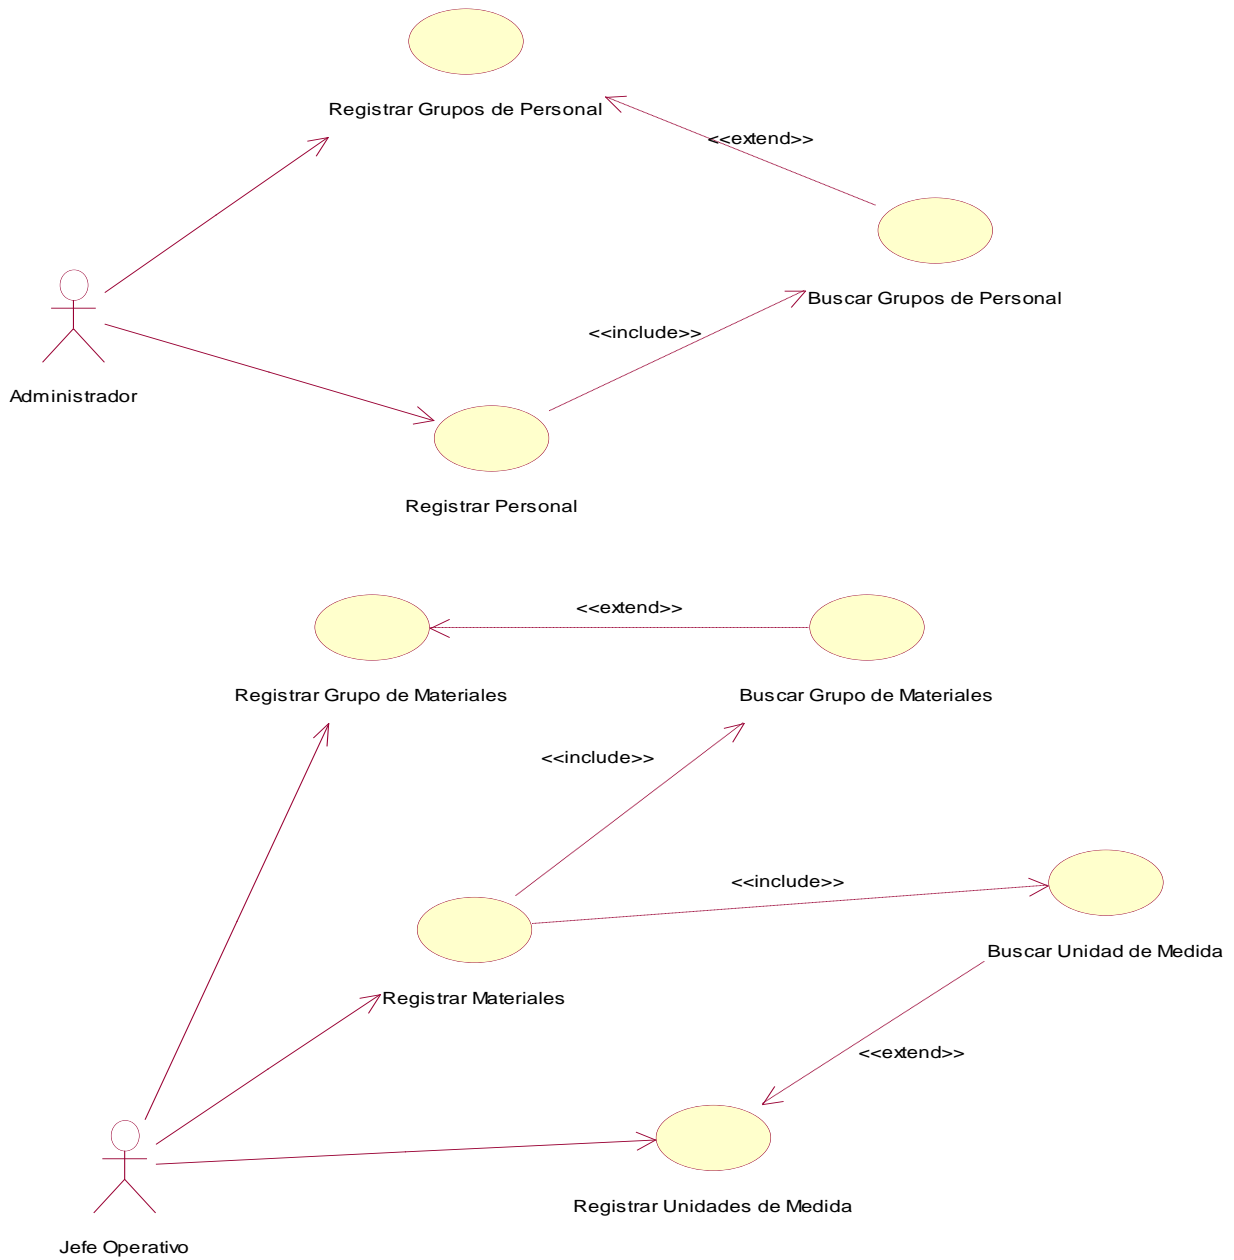 Registrar Grupos de Personal
<<extend>>
Buscar Grupos de Personal
<<include>>
Administrador
Registrar Personal
<<extend>>
Registrar Grupo de Materiales
Buscar Grupo de Materiales
<<include>>
<<include>>
Buscar Unidad de Medida
Registrar Materiales
<<extend>>
Registrar Unidades de Medida
Jefe Operativo